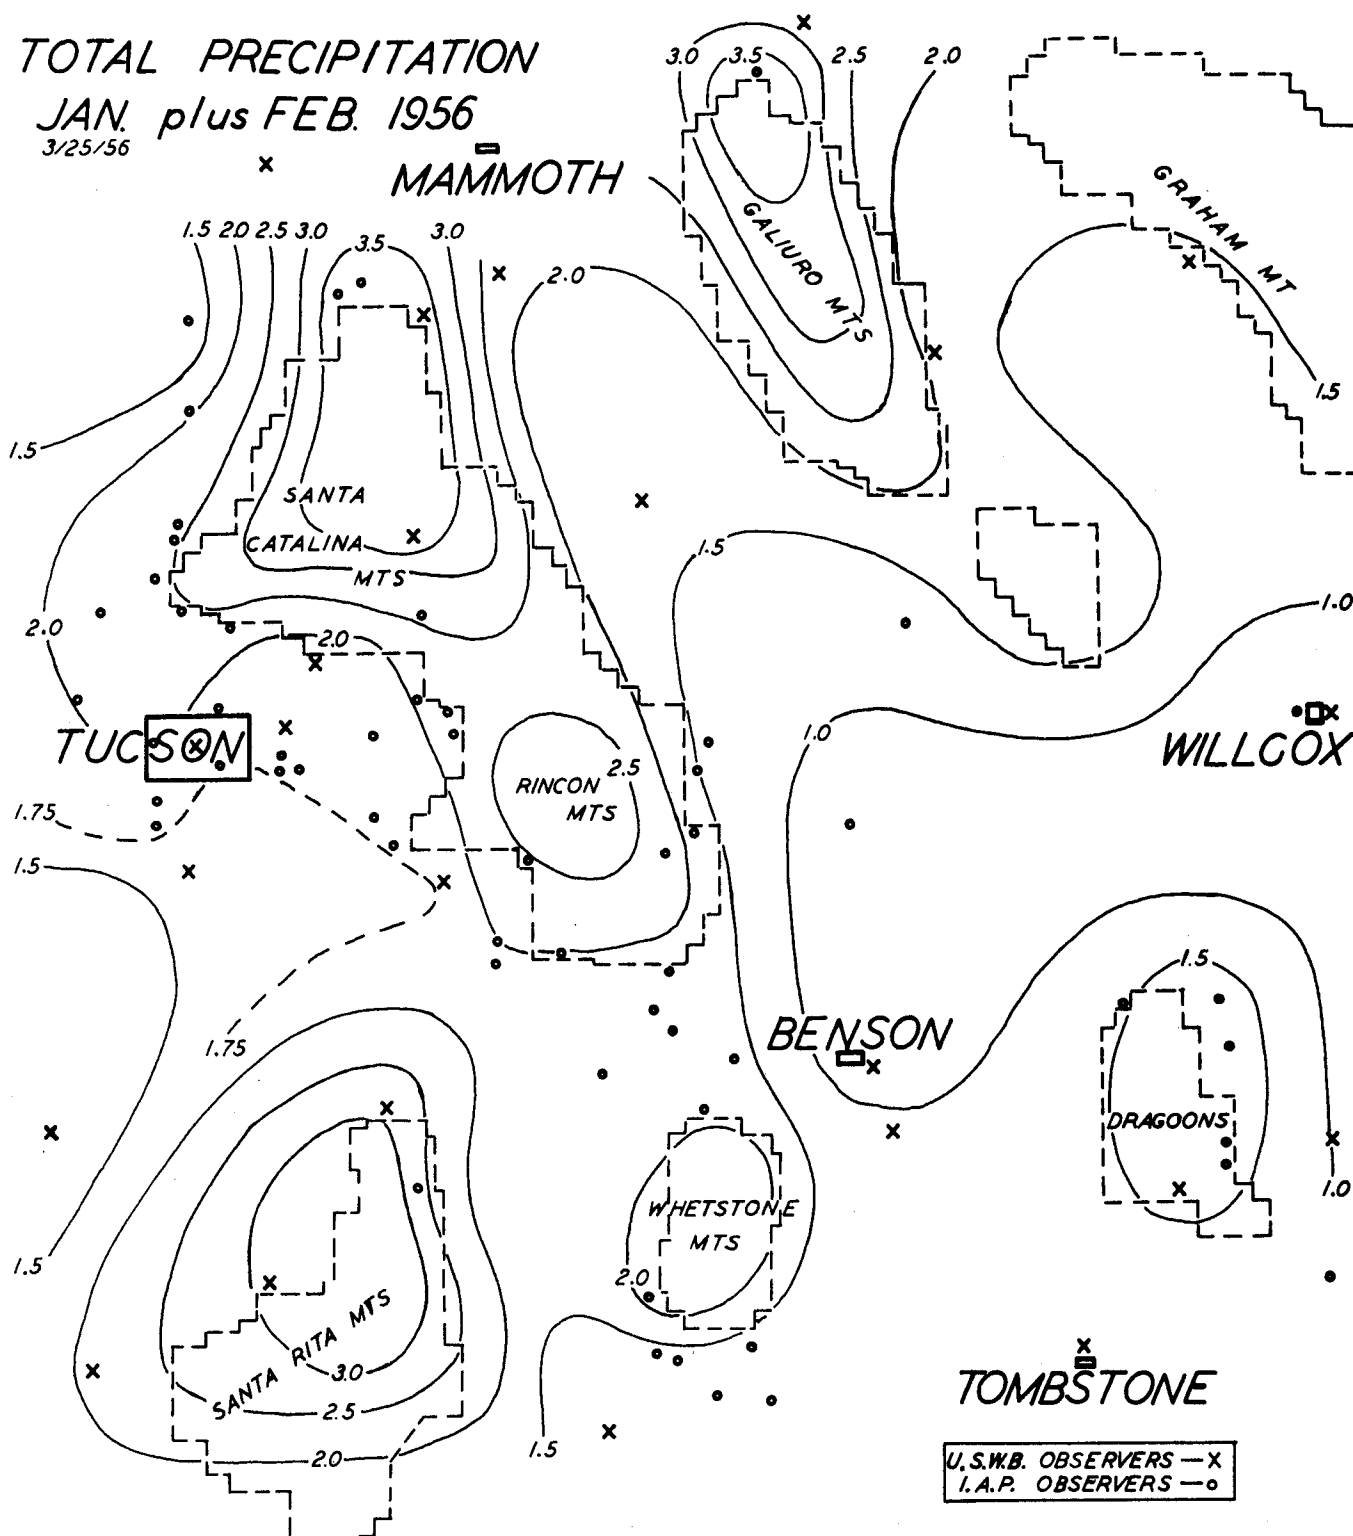 TOTAL PRECIPITATION
JAN. plus FEB. 1956
3/25/56
MAMMOTH
3.0
3.5
2.5
2.0
GRAHAM MT
GALIURO MTS
1.5
2.0
2.5
3.0
3.5
3.0
2.0
1.5
1.5
SANTA
CATALINA
MTS
1.5
1.0
2.0
2.0
TUCSON
1.0
WILLCOX
2.5
RINCON
MTS
1.75
1.5
1.5
BENSON
1.75
DRAGOONS
1.0
WHETSTONE
MTS
2.0
1.5
SANTA RITA MTS
3.0
2.5
2.0
1.5
TOMBSTONE
U.S.W.B. OBSERVERS — X
I.A.P. OBSERVERS — o